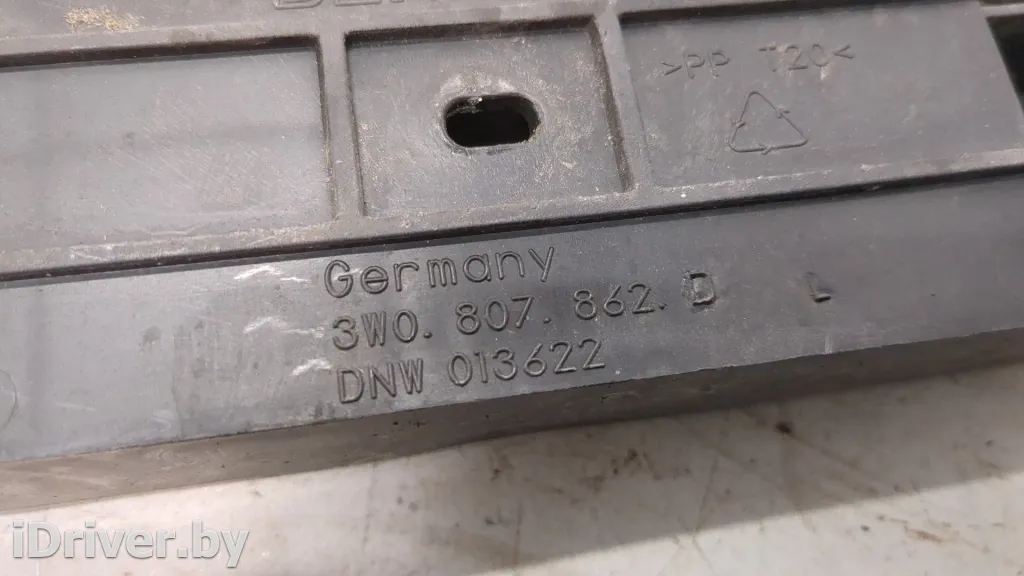 >PP T20<
Germany
3W0. 807. 862. D L
DNW 013622
iDriver.by